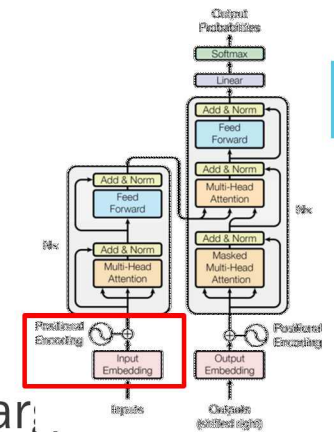 Output
Probabilities
Softmax
Linear
Add & Norm
Feed
Forward
Add & Norm
Multi-Head
Attention
Nx
Add & Norm
Masked
Multi-Head
Attention
Add & Norm
Feed
Forward
Nx
Add & Norm
Multi-Head
Attention
Positional
Encoding
Input
Embedding
Output
Embedding
Positional
Encoding
Inputs
Outputs
(shifted right)